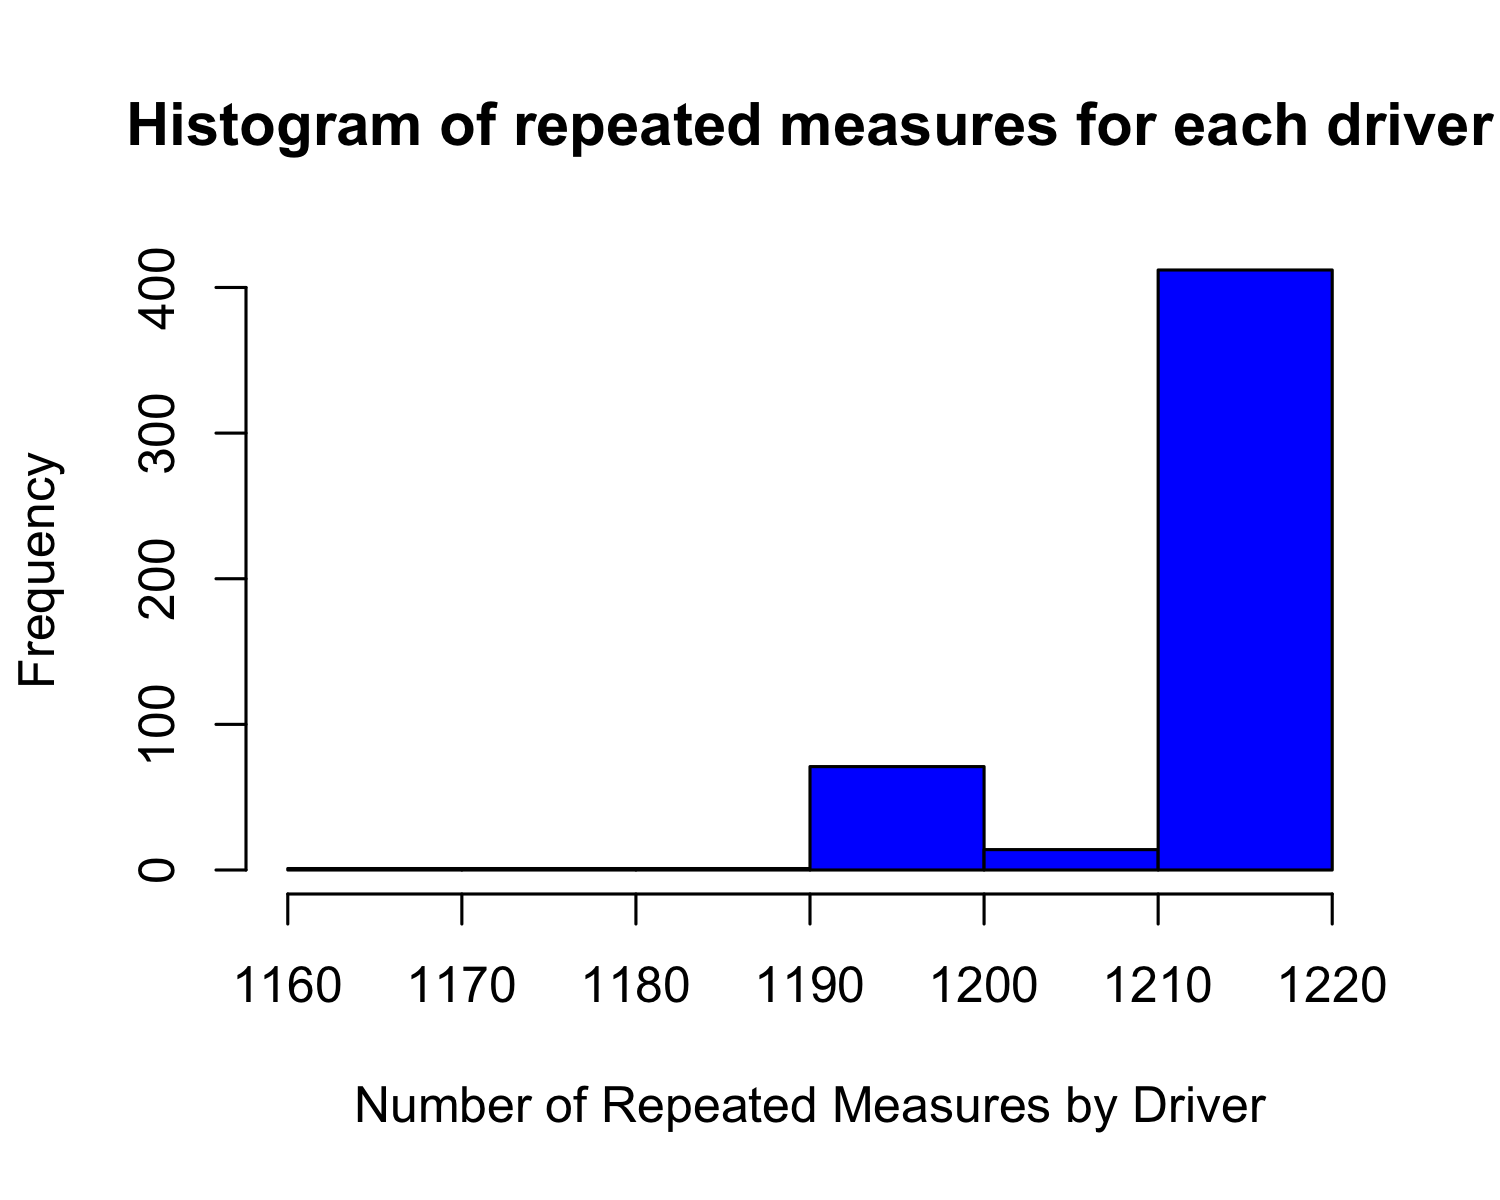 Histogram of repeated measures for each driver
Frequency
400
300
200
100
0
1160 1170 1180 1190 1200 1210 1220
Number of Repeated Measures by Driver